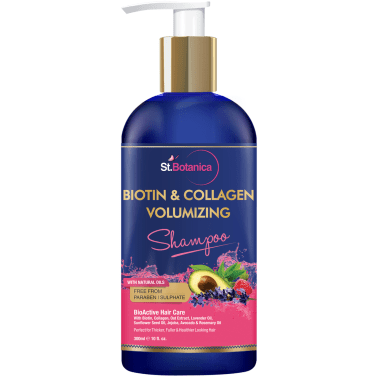 St.Botanica
BIOTIN & COLLAGEN
VOLUMIZING
Shampoo
WITH NATURAL OILS
FREE FROM
PARABEN | SULPHATE
BioActive Hair Care
With Biotin, Collagen, Oat Extract, Lavender Oil,
Sunflower Seed Oil, Jojoba, Avocado & Rosemary Oil
Perfect for Thicker, Fuller & Healthier Looking Hair
300ml e 10 fl. oz